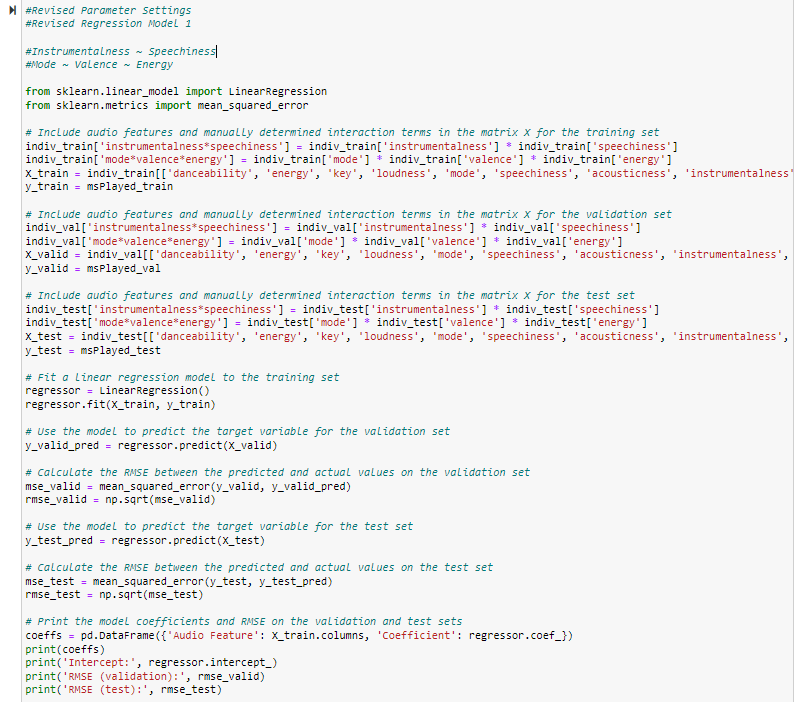 #Revised Parameter Settings
#Revised Regression Model 1
#Instrumentalness ~ Speechiness
#Mode ~ Valence ~ Energy
from sklearn.linear_model import LinearRegression
from sklearn.metrics import mean_squared_error
# Include audio features and manually determined interaction terms in the matrix X for the training set
indiv_train['instrumentalness*speechiness'] = indiv_train['instrumentalness'] * indiv_train['speechiness']
indiv_train['mode*valence*energy'] = indiv_train['mode'] * indiv_train['valence'] * indiv_train['energy']
X_train = indiv_train[['danceability', 'energy', 'key', 'loudness', 'mode', 'speechiness', 'acousticness', 'instrumentalness'
y_train = msPlayed_train
# Include audio features and manually determined interaction terms in the matrix X for the validation set
indiv_val['instrumentalness*speechiness'] = indiv_val['instrumentalness'] * indiv_val['speechiness']
indiv_val['mode*valence*energy'] = indiv_val['mode'] * indiv_val['valence'] * indiv_val['energy']
X_valid = indiv_val[['danceability', 'energy', 'key', 'loudness', 'mode', 'speechiness', 'acousticness', 'instrumentalness',
y_valid = msPlayed_val
# Include audio features and manually determined interaction terms in the matrix X for the test set
indiv_test['instrumentalness*speechiness'] = indiv_test['instrumentalness'] * indiv_test['speechiness']
indiv_test['mode*valence*energy'] = indiv_test['mode'] * indiv_test['valence'] * indiv_test['energy']
X_test = indiv_test[['danceability', 'energy', 'key', 'loudness', 'mode', 'speechiness', 'acousticness', 'instrumentalness',
y_test = msPlayed_test
# Fit a linear regression model to the training set
regressor = LinearRegression()
regressor.fit(X_train, y_train)
# Use the model to predict the target variable for the validation set
y_valid_pred = regressor.predict(X_valid)
# Calculate the RMSE between the predicted and actual values on the validation set
mse_valid = mean_squared_error(y_valid, y_valid_pred)
rmse_valid = np.sqrt(mse_valid)
# Use the model to predict the target variable for the test set
y_test_pred = regressor.predict(X_test)
# Calculate the RMSE between the predicted and actual values on the test set
mse_test = mean_squared_error(y_test, y_test_pred)
rmse_test = np.sqrt(mse_test)
# Print the model coefficients and RMSE on the validation and test sets
coeffs = pd.DataFrame({'Audio Feature': X_train.columns, 'Coefficient': regressor.coef_})
print(coeffs)
print('Intercept:', regressor.intercept_)
print('RMSE (validation):', rmse_valid)
print('RMSE (test):', rmse_test)